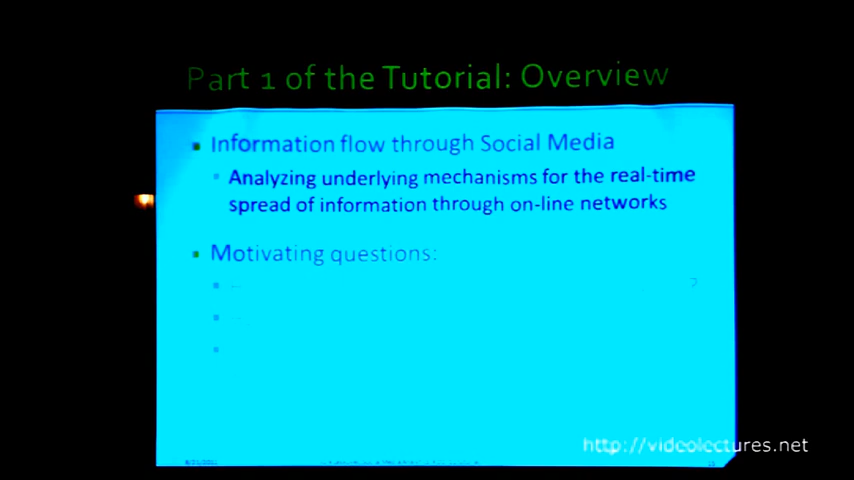 Part 1 of the Tutorial: Overview
Information flow through Social Media
Analyzing underlying mechanisms for the real-time
spread of information through on-line networks
Motivating questions:
http://videolectures.net